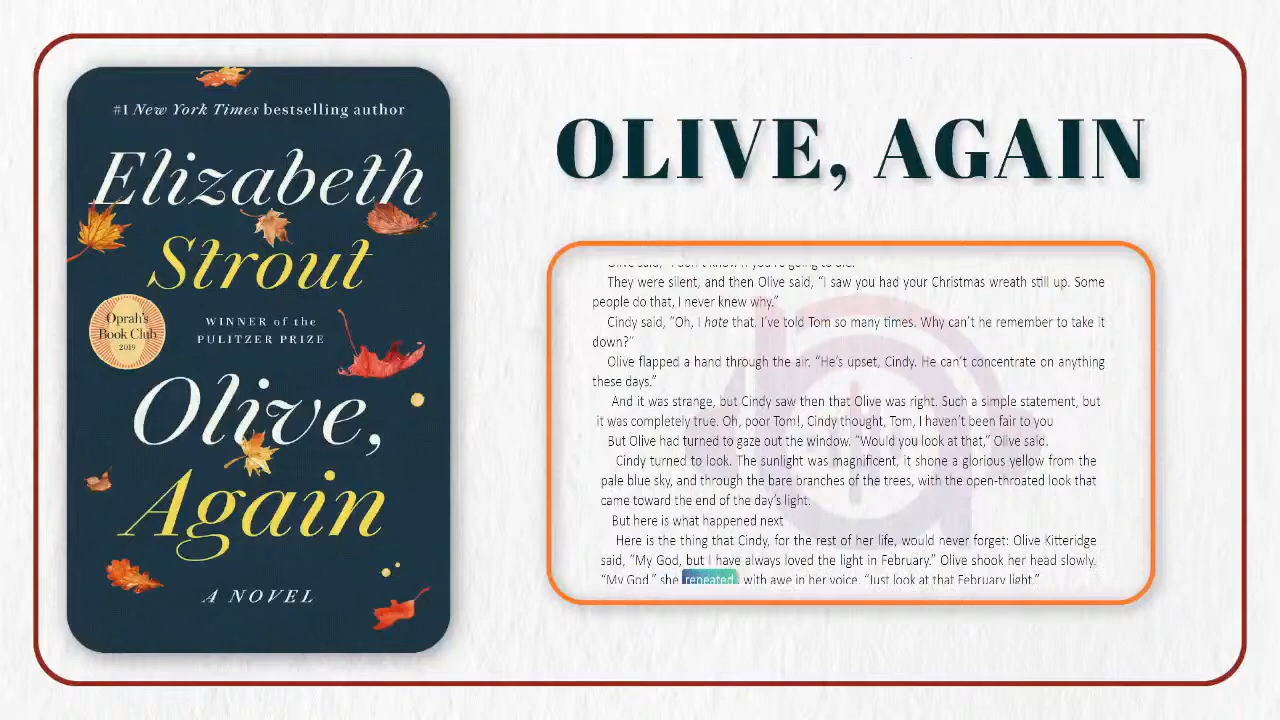 #1 New York Times bestselling author
Elizabeth
Strout
Oprah's
Book Club
2019
WINNER of the
PULITZER PRIZE
Olive,
Again
A NOVEL
OLIVE, AGAIN
They were silent, and then Olive said, “I saw you had your Christmas wreath still up. Some
people do that, I never knew why.”
Cindy said, “Oh, I hate that. I’ve told Tom so many times. Why can’t he remember to take it
down?”
Olive flapped a hand through the air. “He’s upset, Cindy. He can’t concentrate on anything
these days.”
And it was strange, but Cindy saw then that Olive was right. Such a simple statement, but
it was completely true. Oh, poor Tom!, Cindy thought, Tom, I haven’t been fair to you
But Olive had turned to gaze out the window. “Would you look at that,” Olive said.
Cindy turned to look. The sunlight was magnificent, it shone a glorious yellow from the
pale blue sky, and through the bare branches of the trees, with the open-throated look that
came toward the end of the day’s light.
But here is what happened next
Here is the thing that Cindy, for the rest of her life, would never forget: Olive Kitteridge
said, “My God, but I have always loved the light in February.” Olive shook her head slowly.
“My God,” she repeated, with awe in her voice. “Just look at that February light.”